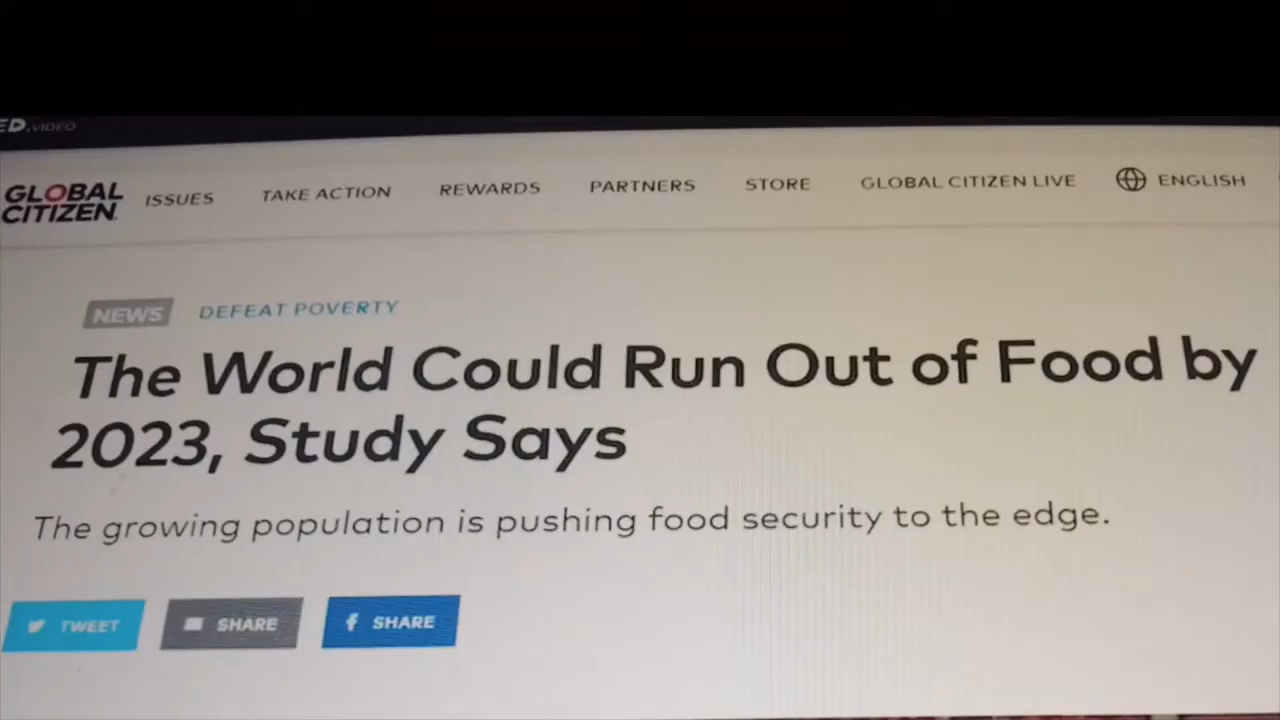 ED.VIDEO
GLOBAL
CITIZEN
ISSUES TAKE ACTION REWARDS PARTNERS STORE GLOBAL CITIZEN LIVE ENGLISH
NEWS DEFEAT POVERTY
The World Could Run Out of Food by
2023, Study Says
The growing population is pushing food security to the edge.
TWEET SHARE SHARE